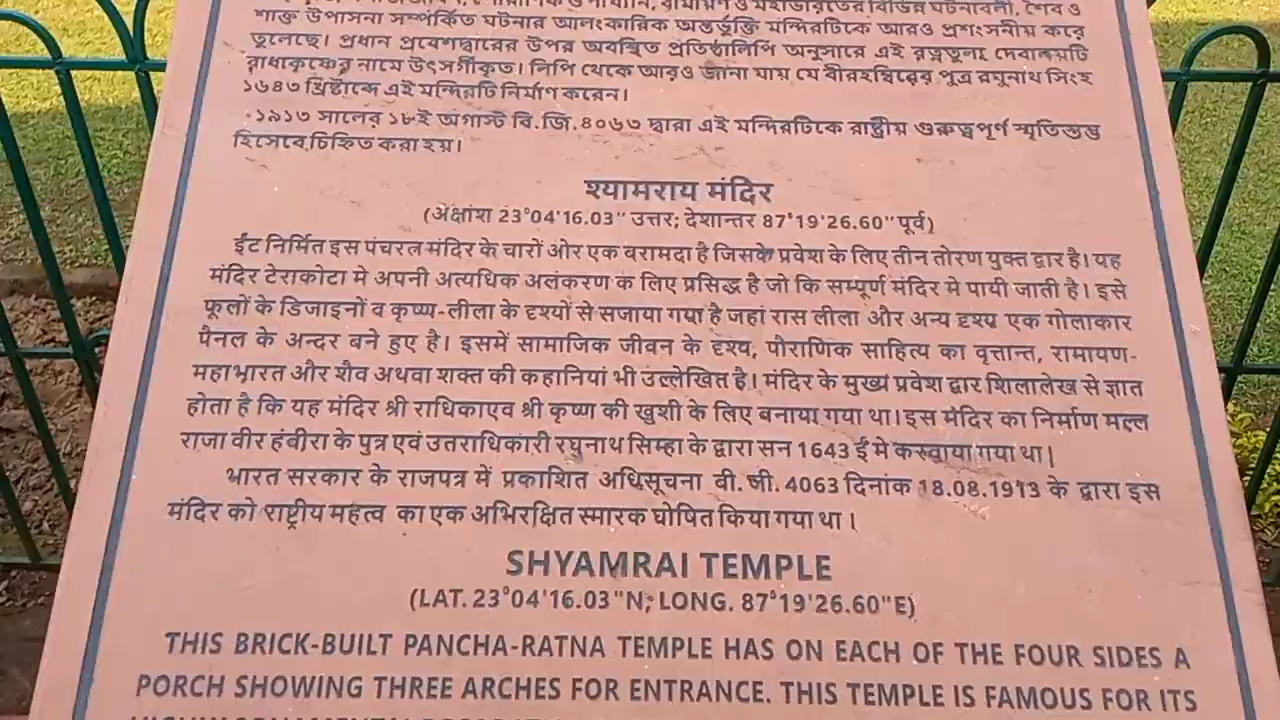 শাক্ত উপাসনা সম্পর্কিত ঘটনার আলংকারিক অন্তর্ভুক্তি মন্দিরটিকে আরও প্রশংসনীয় করে
তুলেছে। প্রধান প্রবেশদ্বারের উপর অবস্থিত প্রতিষ্ঠালিপি অনুসারে এই রত্নতুল্য দেবালয়টি
রাধাকৃষ্ণের নামে উৎসর্গীকৃত। লিপি থেকে আরও জানা যায় যে বীরহম্বিরের পুত্র রঘুনাথ সিংহ
১৬৪৩ খ্রিষ্টাব্দে এই মন্দিরটি নির্মাণ করেন।
১৯১৩ সালের ১৮ই অগাস্ট বি.জি. ৪০৬৩ দ্বারা এই মন্দিরটিকে রাষ্ট্রীয় গুরুত্বপূর্ণ স্মৃতিস্তম্ভ
হিসেবে চিহ্নিত করা হয়।
श्यामराय मंदिर
(अक्षांश 23°04'16.03" उत्तर; देशान्तर 87°19'26.60" पूर्व)
ईंट निर्मित इस पंचरत्न मंदिर के चारों ओर एक बरामदा है जिसके प्रवेश के लिए तीन तोरण युक्त द्वार है। यह
मंदिर टेराकोटा मे अपनी अत्यधिक अलंकरण के लिए प्रसिद्ध है जो कि सम्पूर्ण मंदिर मे पायी जाती है। इसे
फूलों के डिजाइनों व कृष्ण-लीला के दृश्यों से सजाया गया है जहां रास लीला और अन्य दृश्य एक गोलाकार
पैनल के अन्दर बने हुए है। इसमें सामाजिक जीवन के दृश्य, पौराणिक साहित्य का वृत्तान्त, रामायण-
महाभारत और शैव अथवा शक्त की कहानियां भी उल्लेखित है। मंदिर के मुख्य प्रवेश द्वार शिलालेख से ज्ञात
होता है कि यह मंदिर श्री राधिकाएव श्री कृष्ण की खुशी के लिए बनाया गया था। इस मंदिर का निर्माण मल्ल
राजा वीर हंबीरा के पुत्र एवं उतराधिकारी रघुनाथ सिम्हा के द्वारा सन 1643 ई मे करवाया गया था|
भारत सरकार के राजपत्र में प्रकाशित अधिसूचना वी. जी. 4063 दिनांक 18.08.1913 के द्वारा इस
मंदिर को राष्ट्रीय महत्व का एक अभिरक्षित स्मारक घोषित किया गया था।
SHYAMRAI TEMPLE
(LAT. 23°04'16.03"N; LONG. 87°19'26.60"E)
THIS BRICK-BUILT PANCHA-RATNA TEMPLE HAS ON EACH OF THE FOUR SIDES A
PORCH SHOWING THREE ARCHES FOR ENTRANCE. THIS TEMPLE IS FAMOUS FOR ITS